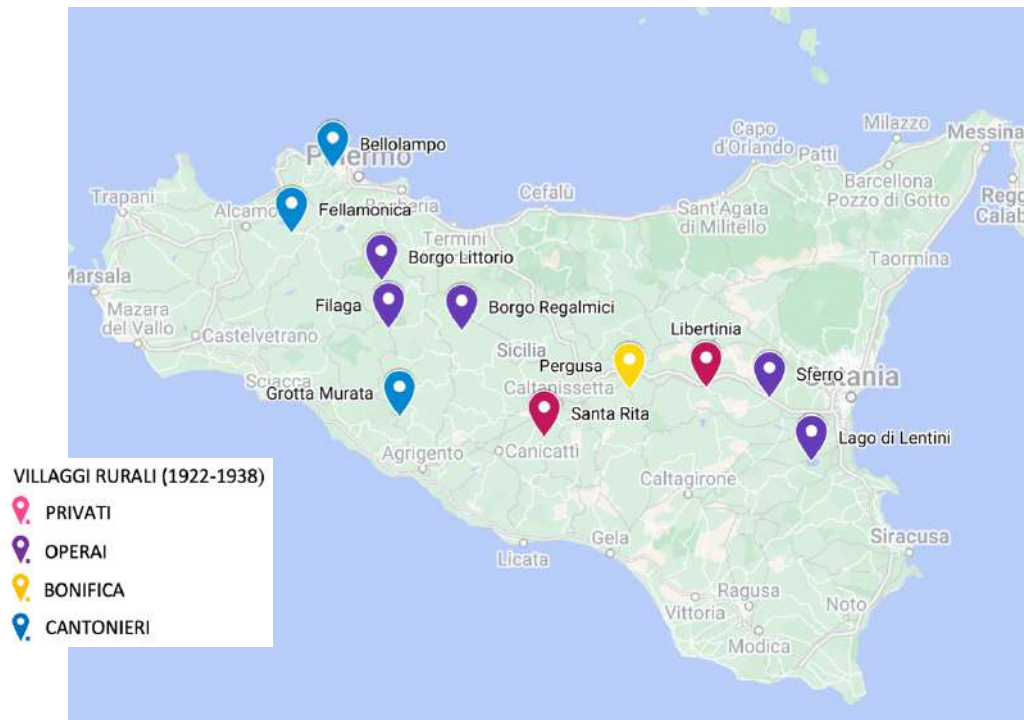 Bellolampo
Palermo
Capo
d'Orlando
Milazzo
Messina
Patti
Trapani
Alcamo
Fellamonica
Bagheria
Cefalù
Barcellona
Pozzo di Gotto
Reggio
Calabria
Termini
Sant'Agata
di Militello
Borgo Littorio
Taormina
Marsala
Mazara
del Vallo
Filaga
Borgo Regalmici
Castelvetrano
Libertinia
Sicilia
Pergusa
Sferro
Catania
Sciacca
Grotta Murata
Caltanissetta
Santa Rita
Lago di Lentini
Agrigento
Canicattì
Caltagirone
VILLAGGI RURALI (1922-1938)
PRIVATI
OPERAI
BONIFICA
CANTONIERI
Licata
Gela
Siracusa
Ragusa
Vittoria
Noto
Modica